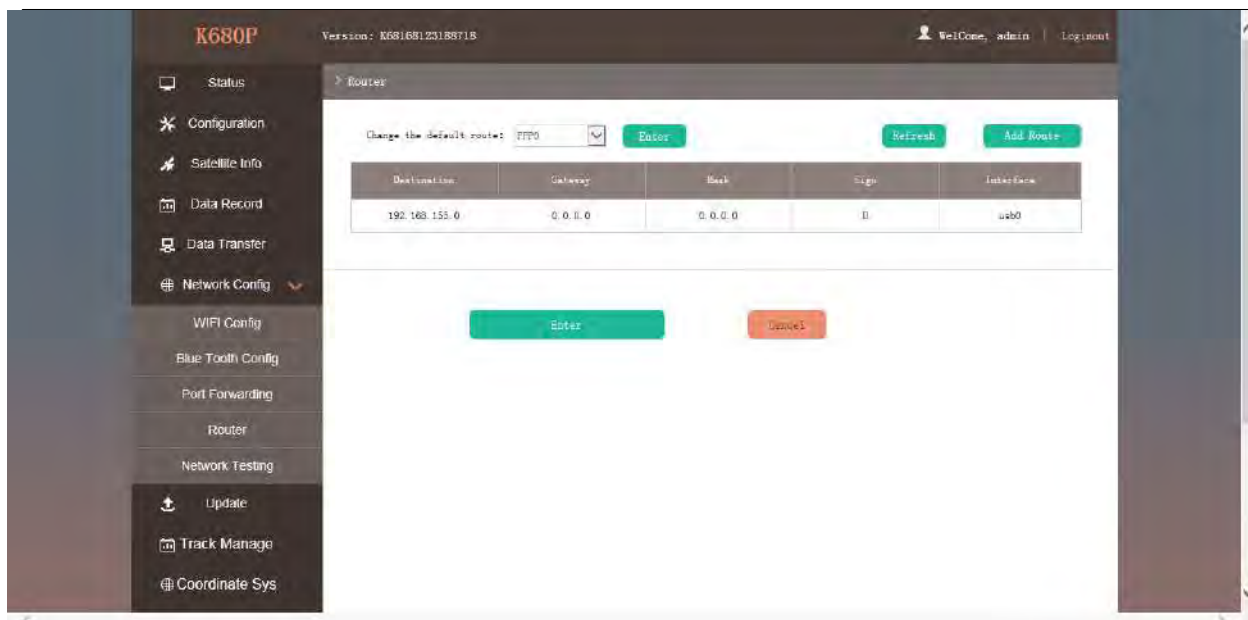 K680P
Version: K68168123188718
WelCome, admin | Loginout
Status
> Router
Configuration
Change the default route: PPP0 Enter Refresh Add Route
Satellite Info
Destination Gateway Mask Sign Interface
Data Record
192.168.155.0 0.0.0.0 0.0.0.0 usb0
Data Transfer
Network Config
WIFI Config
Enter Cancel
Blue Tooth Config
Port Forwarding
Router
Network Testing
Update
Track Manage
Coordinate Sys